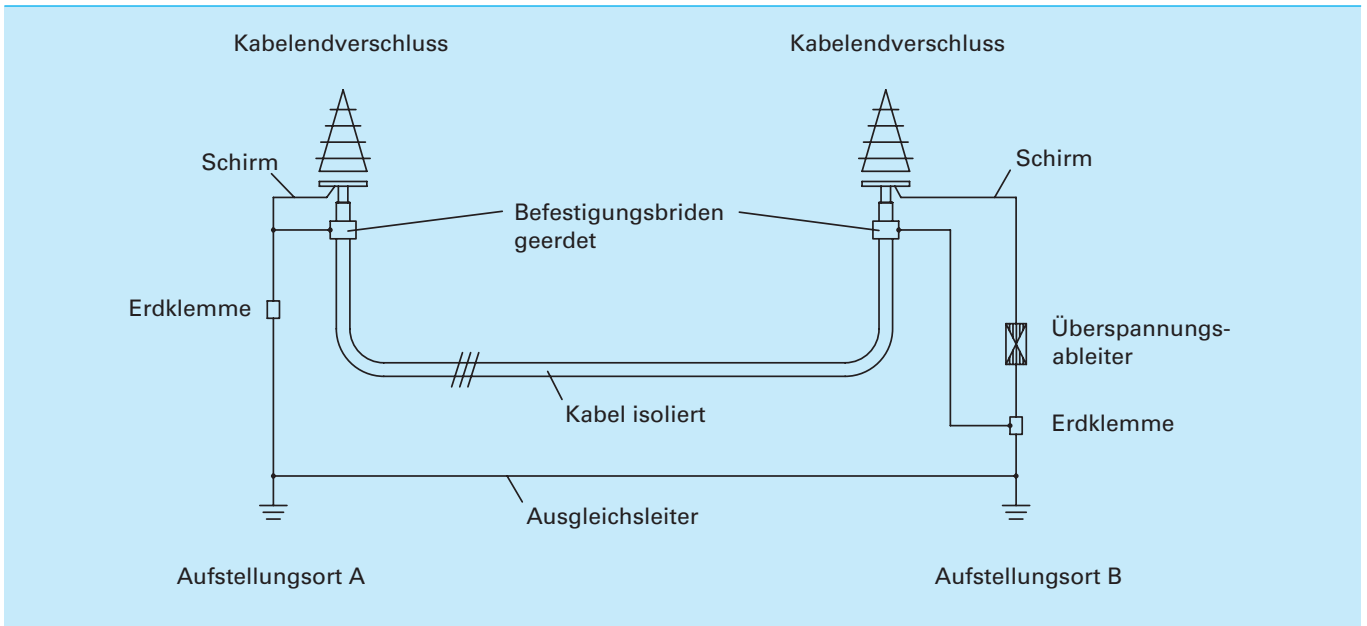 Kabelendverschluss
Kabelendverschluss
Schirm
Schirm
Befestigungsbriden
geerdet
Erdklemme
Überspannungs-
ableiter
Kabel isoliert
Erdklemme
Ausgleichsleiter
Aufstellungsort A
Aufstellungsort B